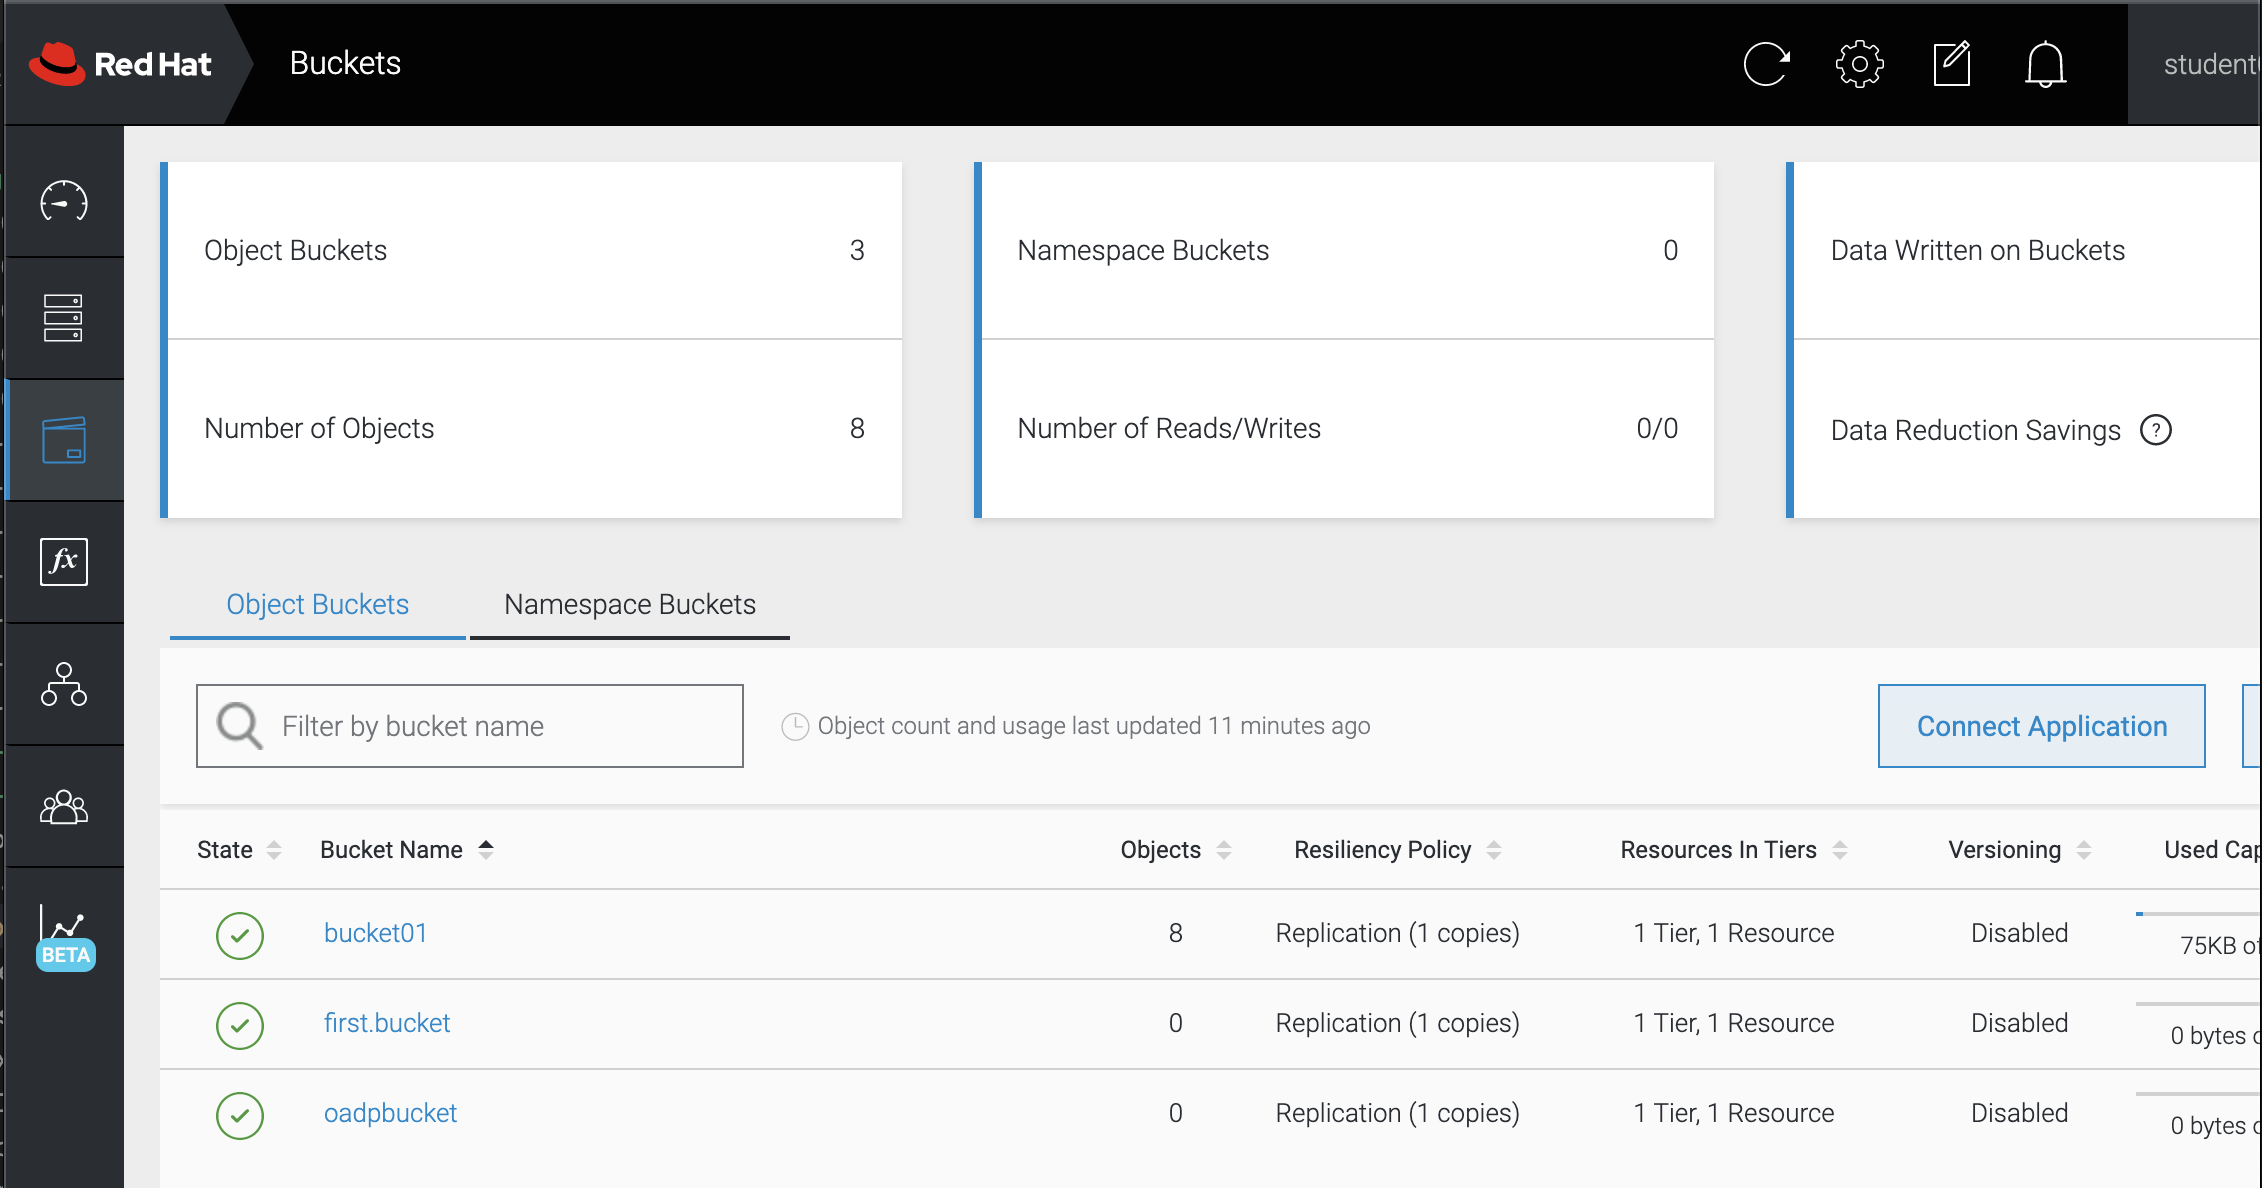 Red Hat
Buckets
student
Object Buckets 3
Namespace Buckets 0
Data Written on Buckets
Number of Objects 8
Number of Reads/Writes 0/0
Data Reduction Savings ?
Object Buckets
Namespace Buckets
Filter by bucket name
Object count and usage last updated 11 minutes ago
Connect Application
State Bucket Name Objects Resiliency Policy Resources In Tiers Versioning Used
bucket01 8 Replication (1 copies) 1 Tier, 1 Resource Disabled
75KB of
first.bucket 0 Replication (1 copies) 1 Tier, 1 Resource Disabled
0 bytes
oadpbucket 0 Replication (1 copies) 1 Tier, 1 Resource Disabled
0 bytes
fx
BETA